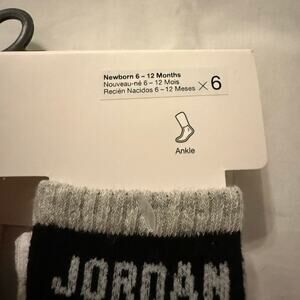 Newborn 6 – 12 Months
Nouveau-né 6 – 12 Mois
Recién Nacidos 6 – 12 Meses
× 6
Ankle
JORDAN